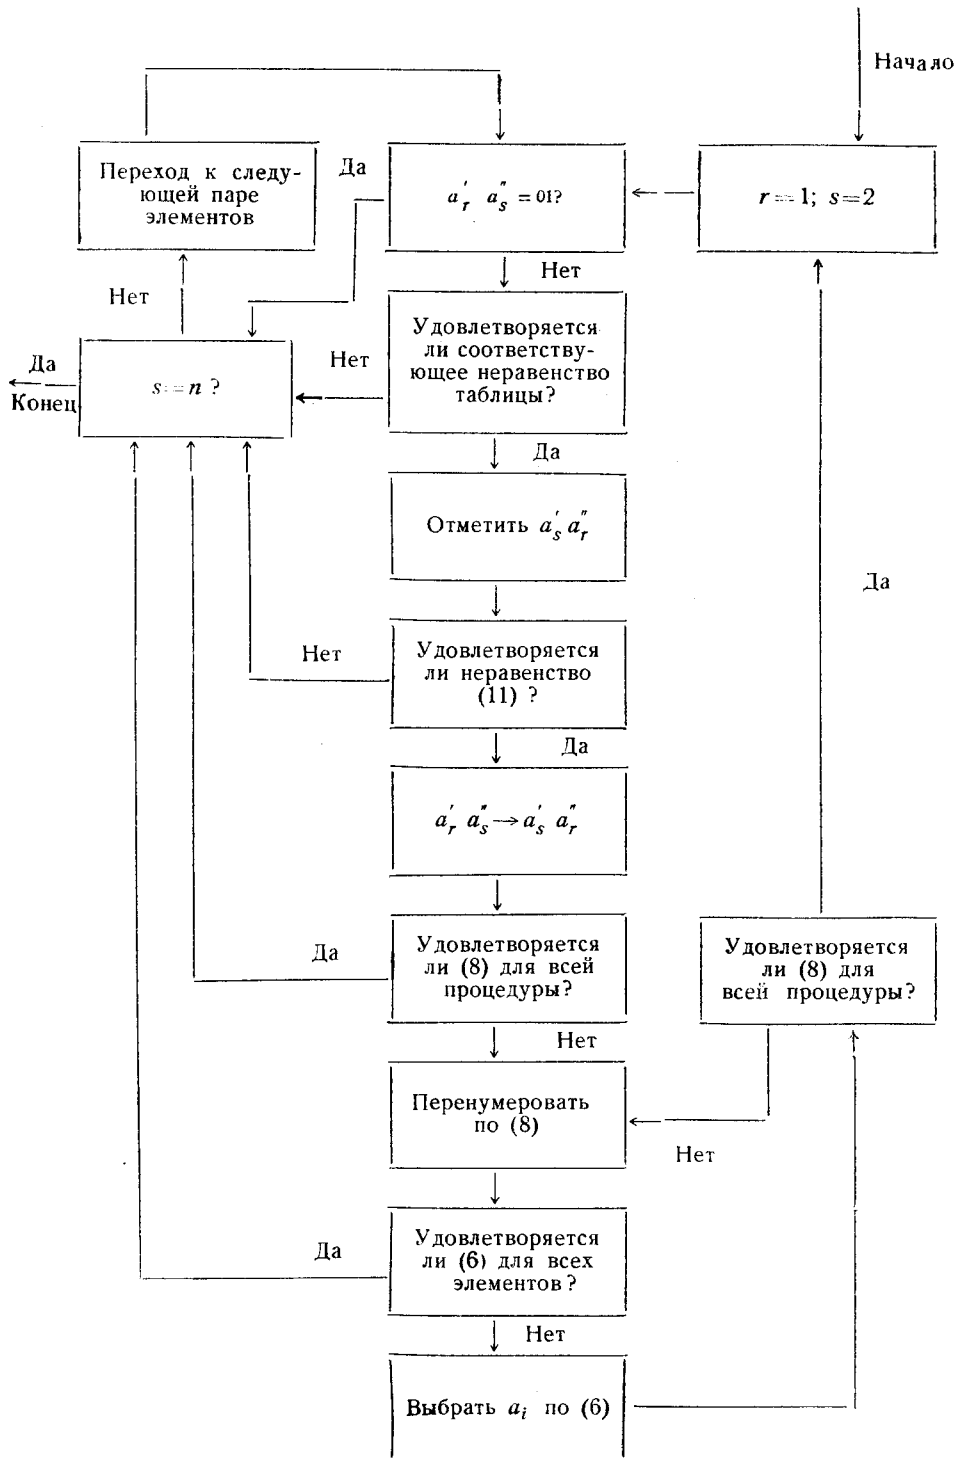 Начало
r = 1; s = 2
a′r a″s = 01?
Да
Переход к следу-
ющей паре
элементов
Нет
Нет
Удовлетворяется
ли соответству-
ющее неравенство
таблицы?
Нет
s = n ?
Да
Конец
Да
Отметить a′s a″r
Да
Удовлетворяется
ли неравенство
(11) ?
Нет
Да
a′r a″s → a′s a″r
Удовлетворяется
ли (8) для всей
процедуры?
Да
Удовлетворяется
ли (8) для
всей процедуры?
Нет
Перенумеровать
по (8)
Нет
Удовлетворяется
ли (6) для всех
элементов?
Да
Нет
Выбрать ai по (6)